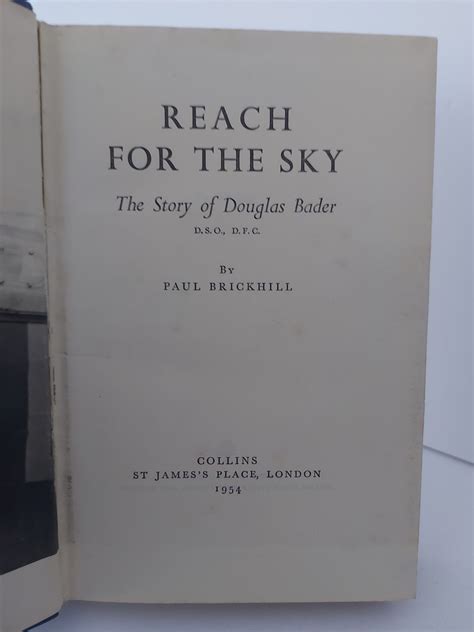 REACH
FOR THE SKY
The Story of Douglas Bader
D.S.O., D.F.C.
By
PAUL BRICKHILL
COLLINS
ST JAMES'S PLACE, LONDON
1954